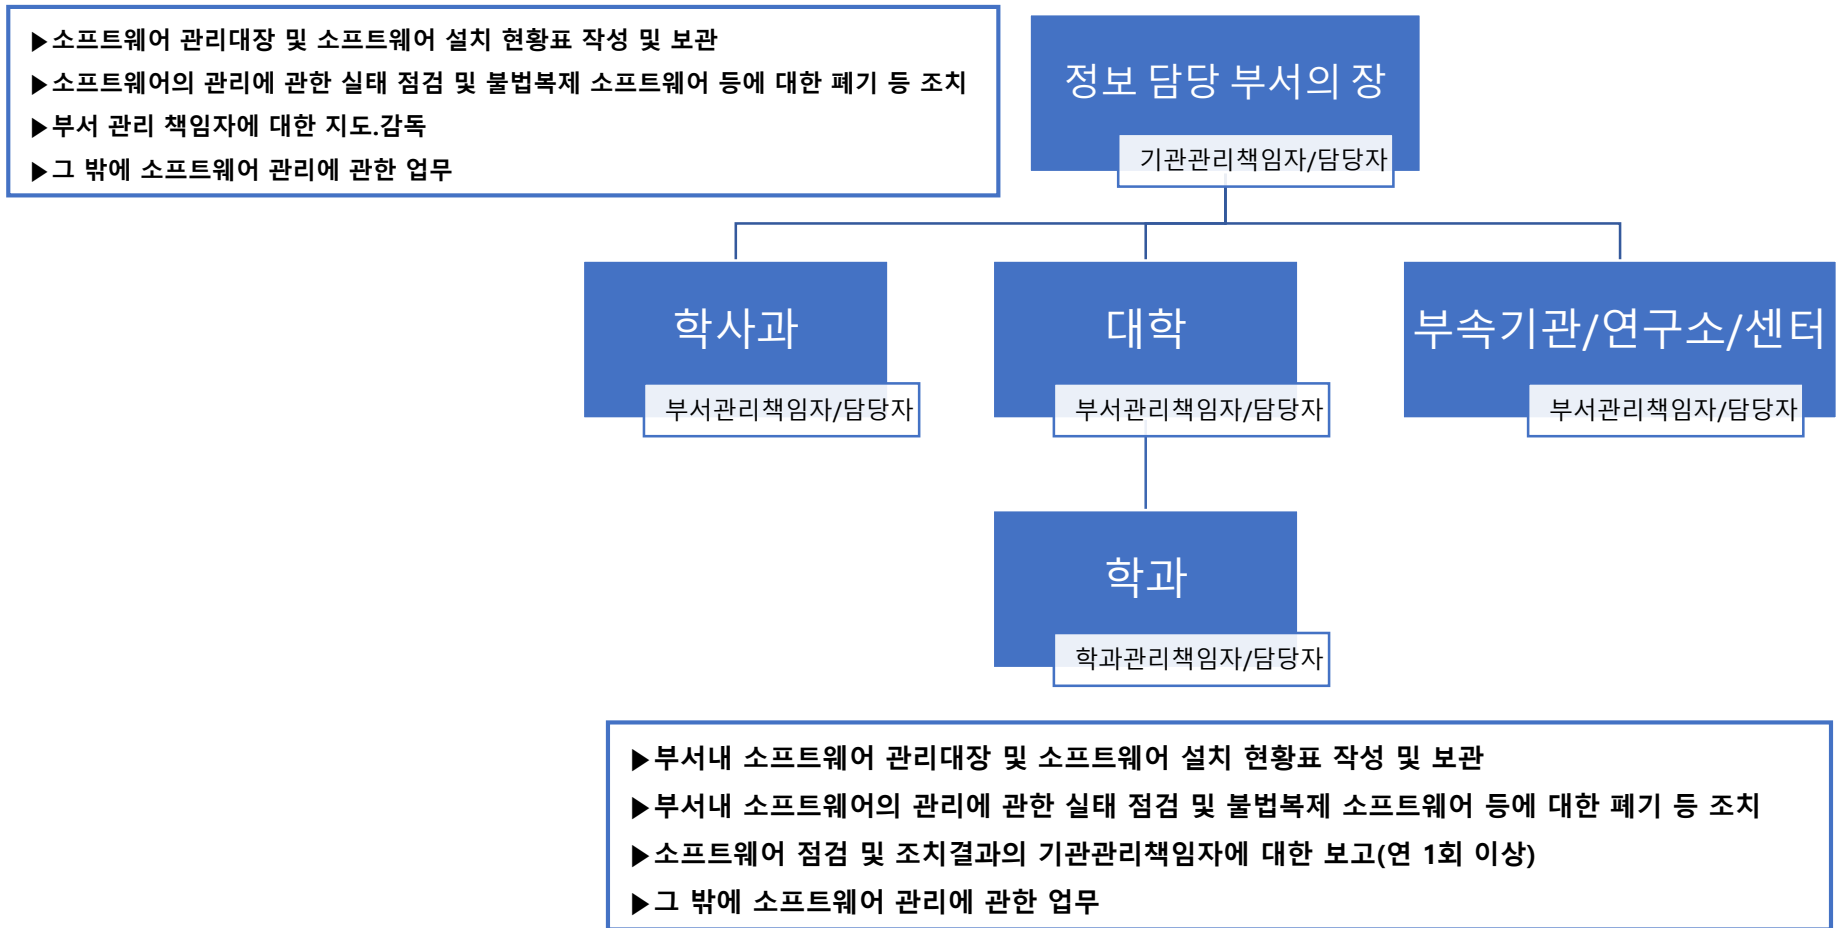 ▶소프트웨어 관리대장 및 소프트웨어 설치 현황표 작성 및 보관
▶소프트웨어의 관리에 관한 실태 점검 및 불법복제 소프트웨어 등에 대한 폐기 등 조치
▶부서 관리 책임자에 대한 지도.감독
▶그 밖에 소프트웨어 관리에 관한 업무
정보 담당 부서의 장
기관관리책임자/담당자
학사과
부서관리책임자/담당자
대학
부서관리책임자/담당자
부속기관/연구소/센터
부서관리책임자/담당자
학과
학과관리책임자/담당자
▶부서내 소프트웨어 관리대장 및 소프트웨어 설치 현황표 작성 및 보관
▶부서내 소프트웨어의 관리에 관한 실태 점검 및 불법복제 소프트웨어 등에 대한 폐기 등 조치
▶소프트웨어 점검 및 조치결과의 기관관리책임자에 대한 보고(연 1회 이상)
▶그 밖에 소프트웨어 관리에 관한 업무